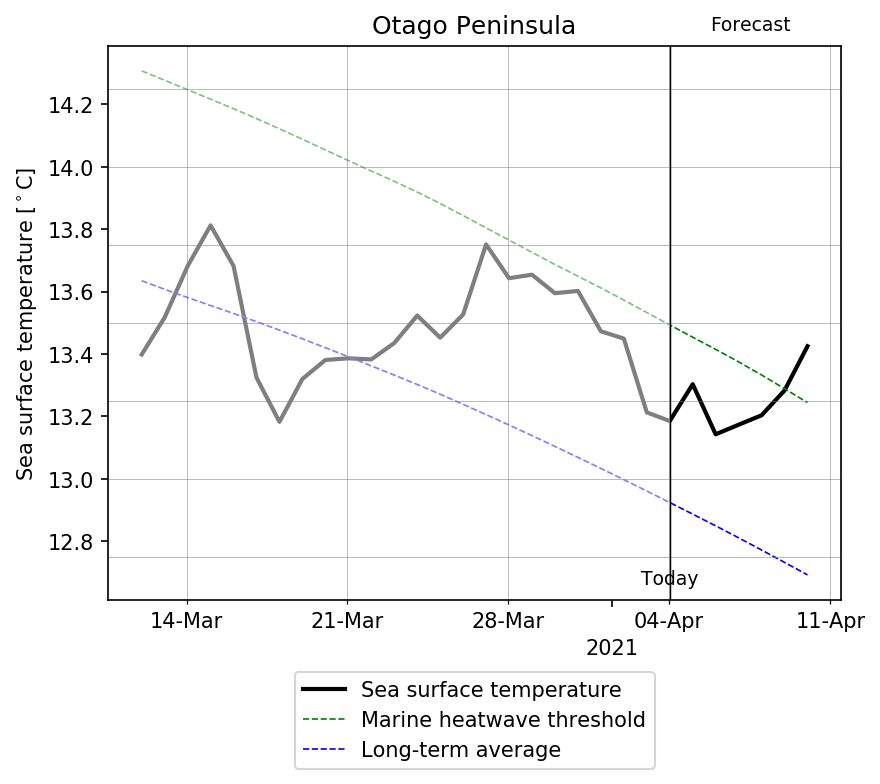 Otago Peninsula
Forecast
Sea surface temperature [°C]
14.2
14.0
13.8
13.6
13.4
13.2
13.0
12.8
Today
14-Mar 21-Mar 28-Mar 04-Apr 11-Apr
2021
Sea surface temperature
Marine heatwave threshold
Long-term average